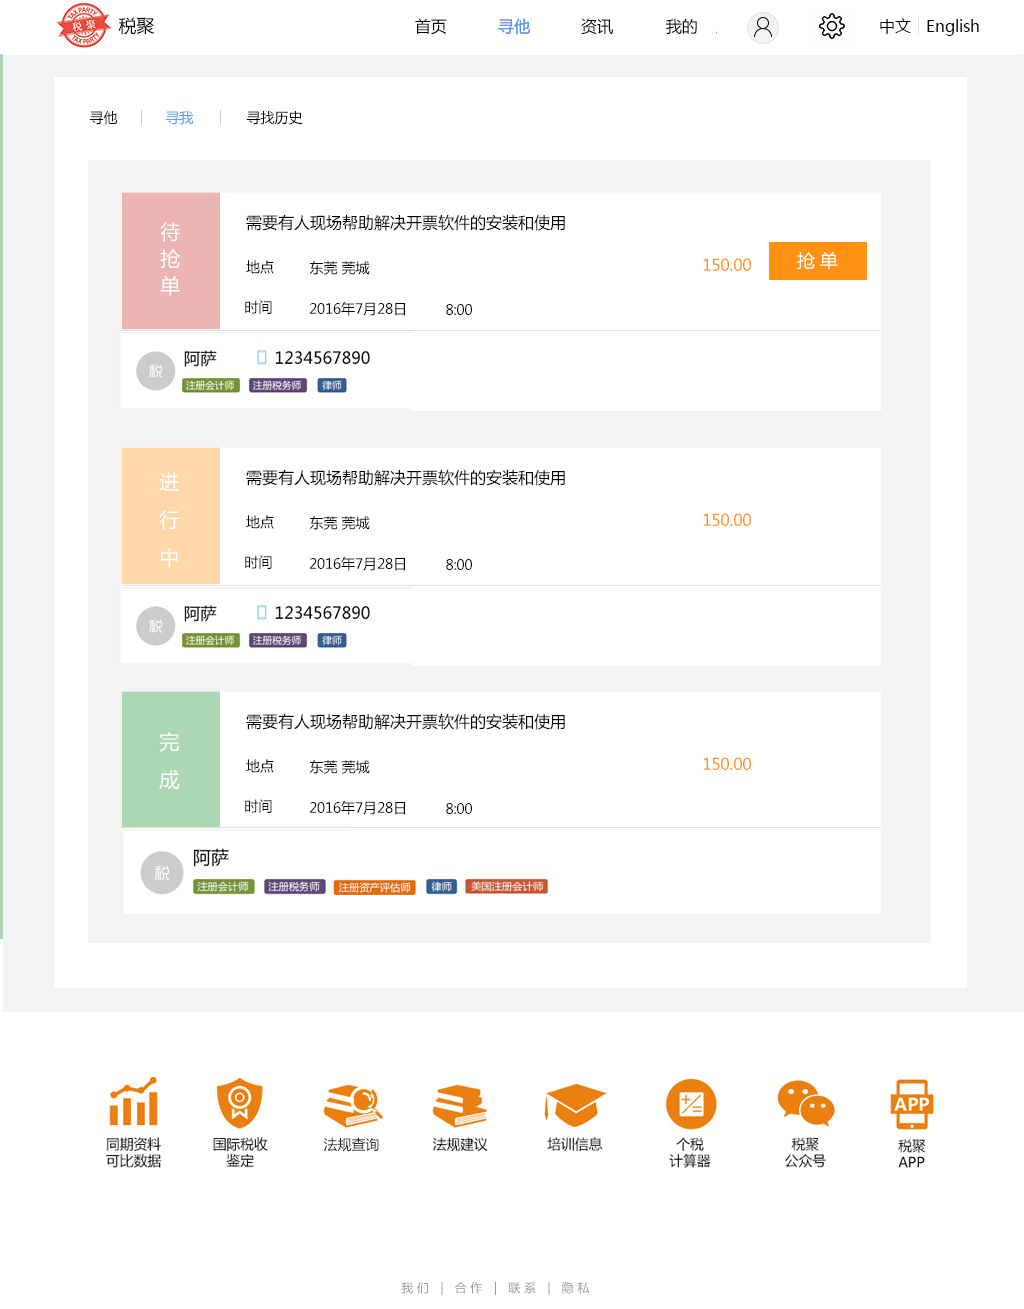 TAX PARTY
税 聚
TAX PARTY
税聚 首页 寻他 资讯 我的 中文 English
寻他 寻我 寻找历史
待抢单
需要有人现场帮助解决开票软件的安装和使用
地点 东莞 莞城
150.00 抢 单
时间 2016年7月28日 8:00
税 阿萨 1234567890
注册会计师 注册税务师 律师
进行中
需要有人现场帮助解决开票软件的安装和使用
地点 东莞 莞城
150.00
时间 2016年7月28日 8:00
税 阿萨 1234567890
注册会计师 注册税务师 律师
完成
需要有人现场帮助解决开票软件的安装和使用
地点 东莞 莞城
150.00
时间 2016年7月28日 8:00
税 阿萨
注册会计师 注册税务师 注册资产评估师 律师 美国注册会计师
APP
同期资料 国际税收 法规查询 法规建议 培训信息 个税 税聚 税聚
可比数据 鉴定 计算器 公众号 APP
我们 | 合作 | 联系 | 隐私